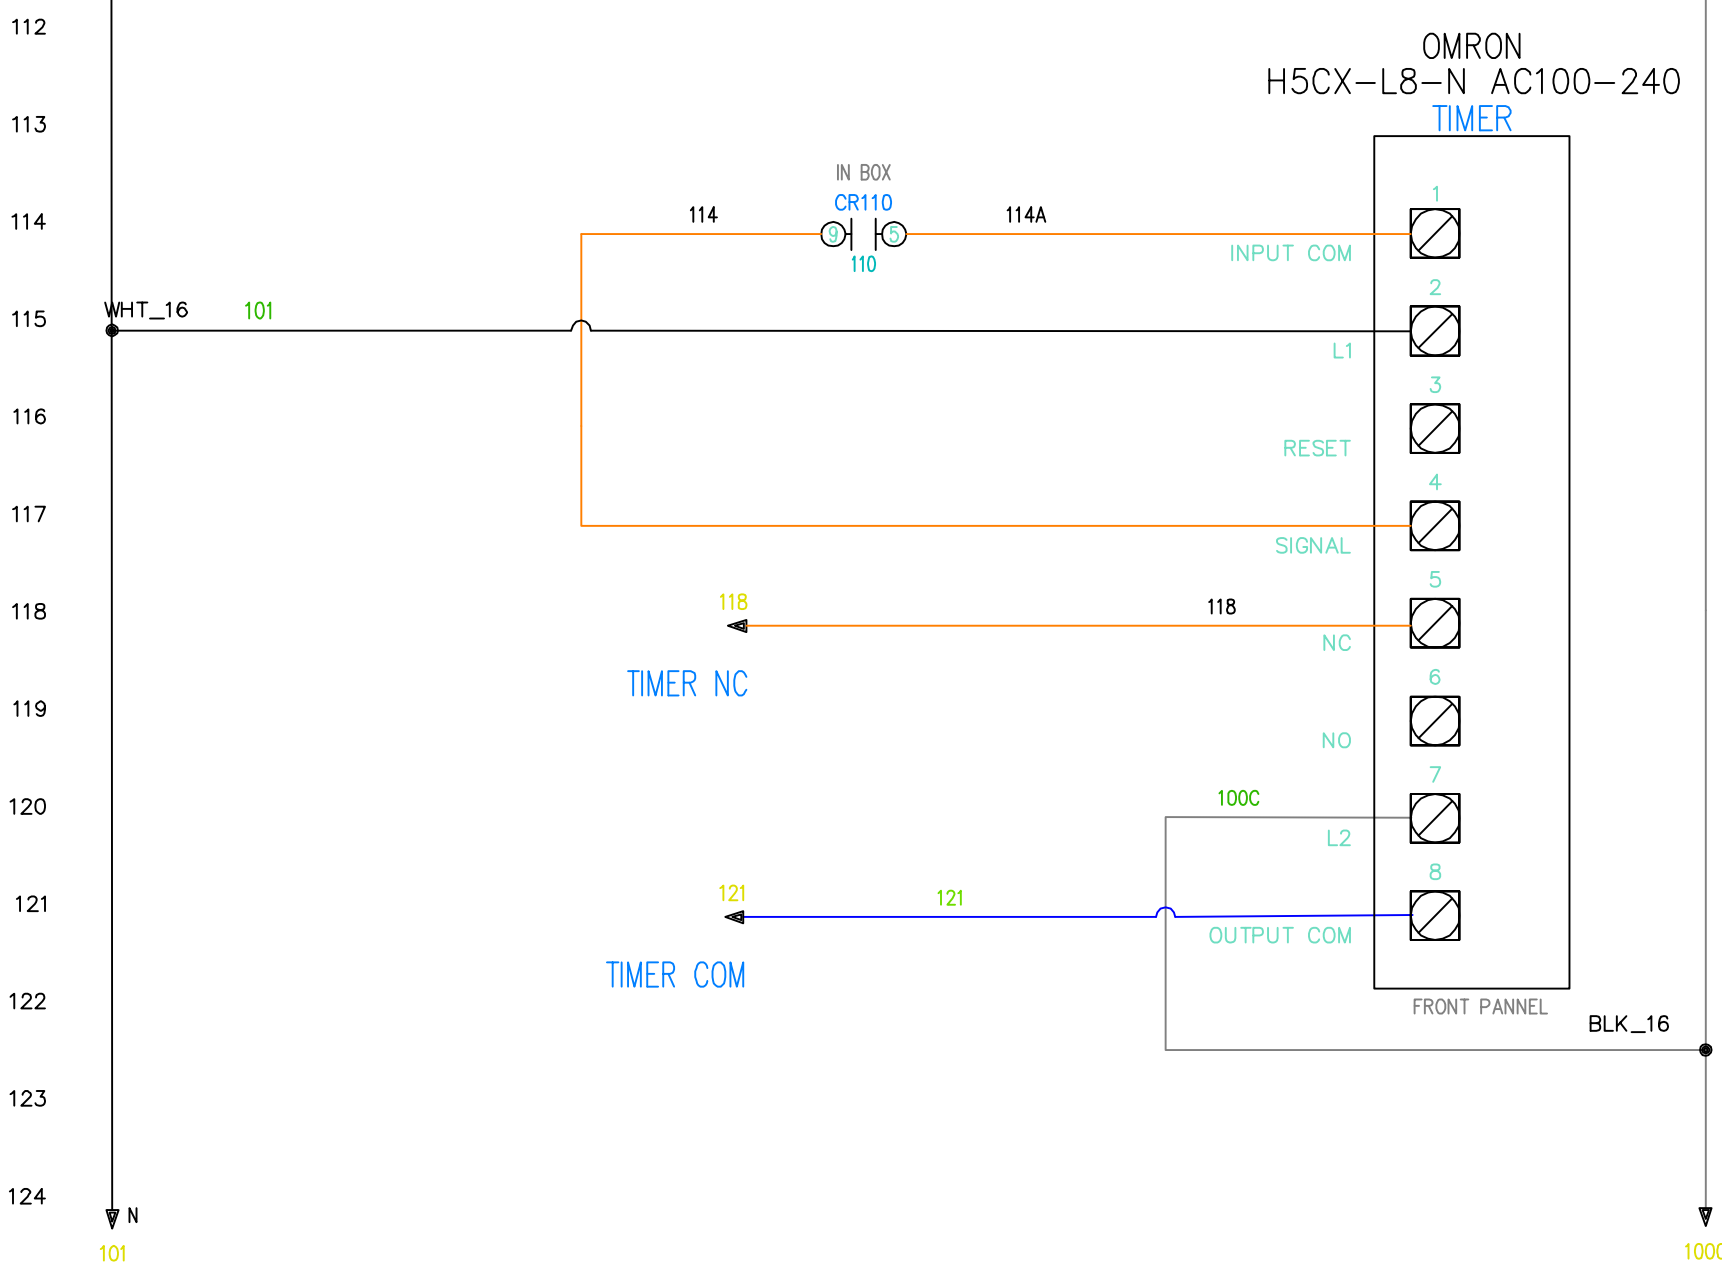 112
OMRON
H5CX-L8-N AC100-240
113
TIMER
IN BOX
CR110
1
114
114
114A
9
5
110
INPUT COM
2
115
WHT_16
101
L1
3
116
RESET
4
117
SIGNAL
5
118
118
118
NC
TIMER NC
6
119
NO
7
120
100C
L2
8
121
121
121
OUTPUT COM
TIMER COM
122
FRONT PANNEL
BLK_16
123
124
N
101